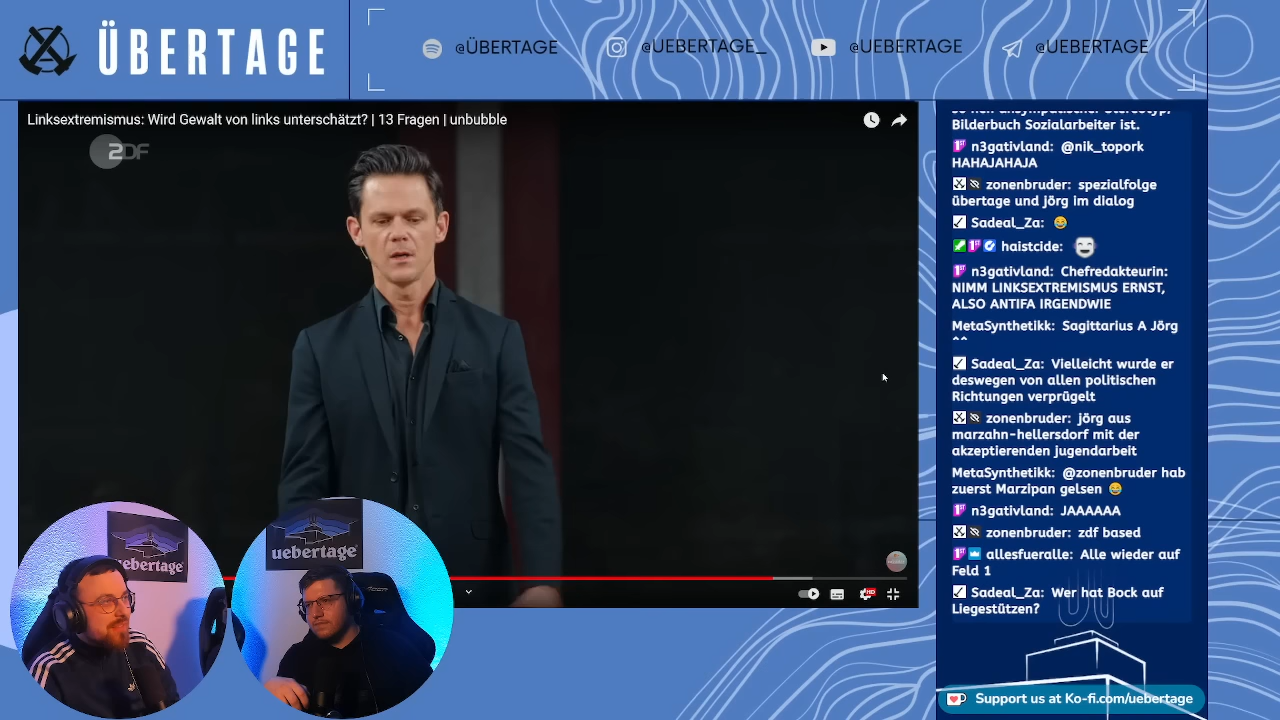 ÜBERTAGE
@ÜBERTAGE
@UEBERTAGE_
@UEBERTAGE
@UEBERTAGE
Linksextremismus: Wird Gewalt von links unterschätzt? | 13 Fragen | unbubble
ZDF
uebertage
uebertage
HD
Bilderbuch Sozialarbeiter ist.
n3gativland: @nik_topork
HAHAJAHAJA
zonenbruder: spezialfolge
übertage und jörg im dialog
Sadeal_Za: 😂
haistcide:
n3gativland: Chefredakteurin:
NIMM LINKSEXTREMISMUS ERNST,
ALSO ANTIFA IRGENDWIE
MetaSynthetikk: Sagittarius A Jörg
^^
Sadeal_Za: Vielleicht wurde er
deswegen von allen politischen
Richtungen verprügelt
zonenbruder: jörg aus
marzahn-hellersdorf mit der
akzeptierenden jugendarbeit
MetaSynthetikk: @zonenbruder hab
zuerst Marzipan gelsen 😂
n3gativland: JAAAAAA
zonenbruder: zdf based
allesfueralle: Alle wieder auf
Feld 1
Sadeal_Za: Wer hat Bock auf
Liegestützen?
Support us at Ko-fi.com/uebertage